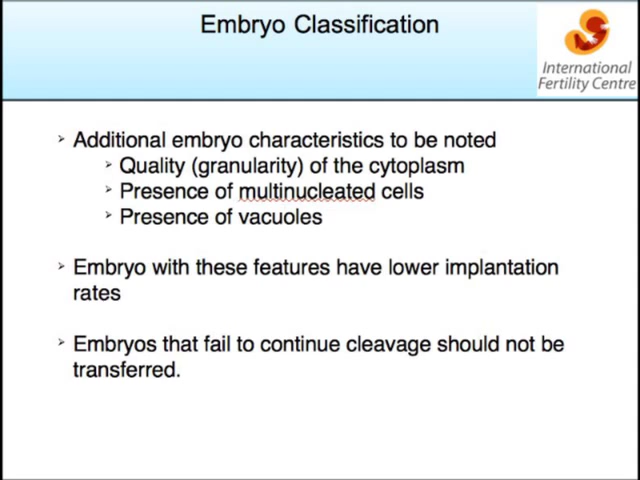 Embryo Classification
International
Fertility Centre
Additional embryo characteristics to be noted
Quality (granularity) of the cytoplasm
Presence of multinucleated cells
Presence of vacuoles
Embryo with these features have lower implantation
rates
Embryos that fail to continue cleavage should not be
transferred.